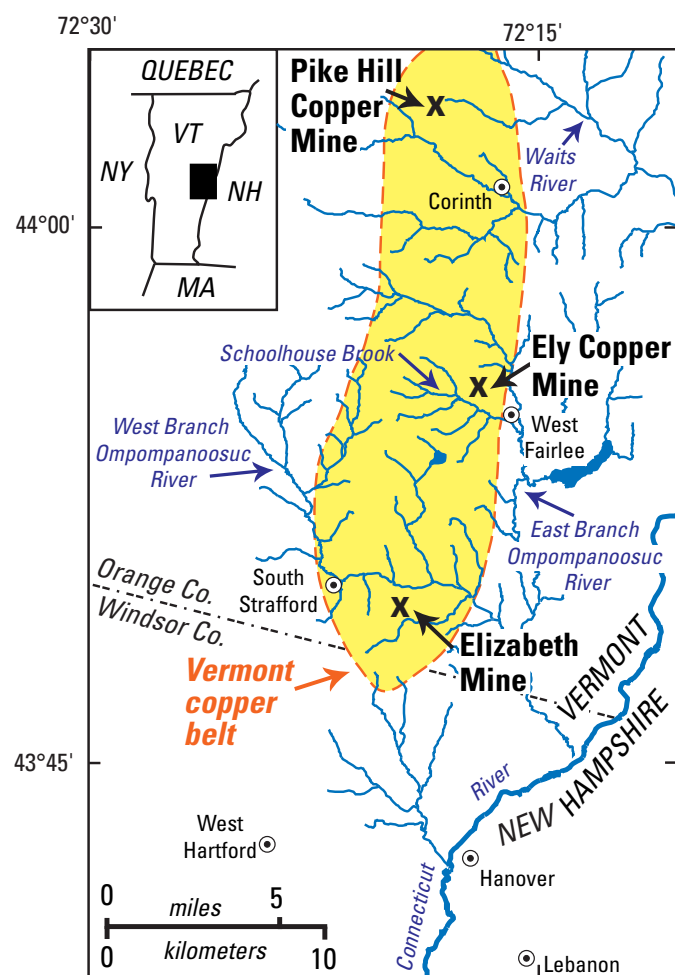 72°30'
72°15'
QUEBEC
VT
NY
NH
MA
Pike Hill
Copper
Mine
X
Waits
River
Corinth
44°00'
Schoolhouse Brook
X
Ely Copper
Mine
West Branch
Ompompanoosuc
River
West
Fairlee
East Branch
Ompompanoosuc
River
South
Strafford
Orange Co.
Windsor Co.
X
Elizabeth
Mine
Vermont
copper
belt
VERMONT
NEW HAMPSHIRE
43°45'
River
Connecticut
West
Hartford
Hanover
Lebanon
0 5
miles
kilometers
0 10